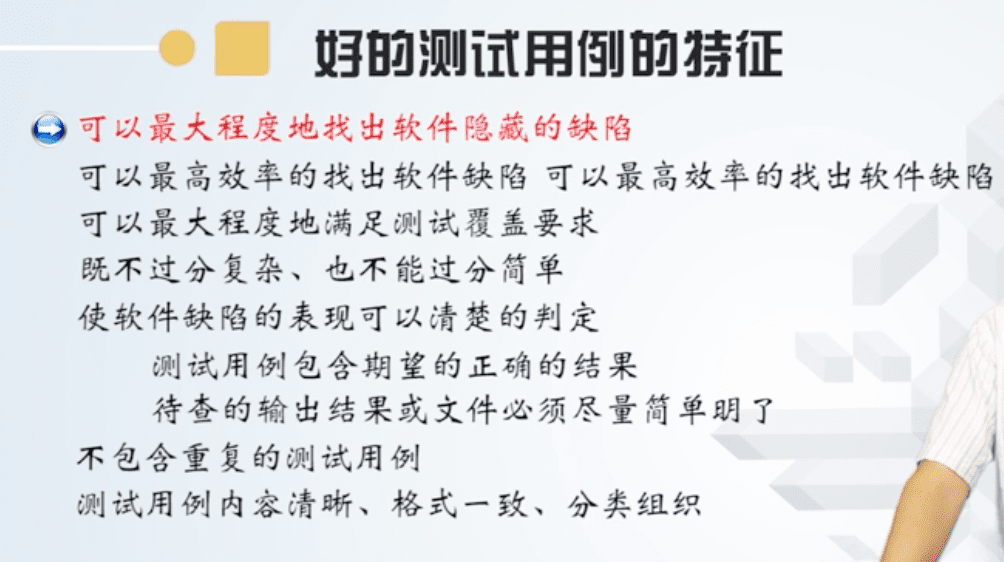 好的测试用例的特征
可以最大程度地找出软件隐藏的缺陷
可以最高效率的找出软件缺陷 可以最高效率的找出软件缺陷
可以最大程度地满足测试覆盖要求
既不过分复杂、也不能过分简单
使软件缺陷的表现可以清楚的判定
测试用例包含期望的正确的结果
待查的输出结果或文件必须尽量简单明了
不包含重复的测试用例
测试用例内容清晰、格式一致、分类组织